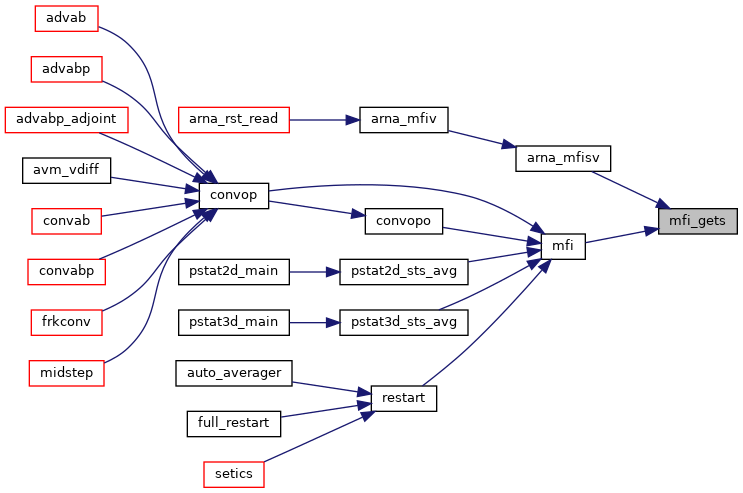 advab
advabp
advabp_adjoint
arna_rst_read
arna_mfiv
arna_mfisv
avm_vdiff
convop
convab
convopo
mfi_gets
mfi
convabp
pstat2d_main
pstat2d_sts_avg
frkconv
pstat3d_main
pstat3d_sts_avg
midstep
auto_averager
restart
full_restart
setics